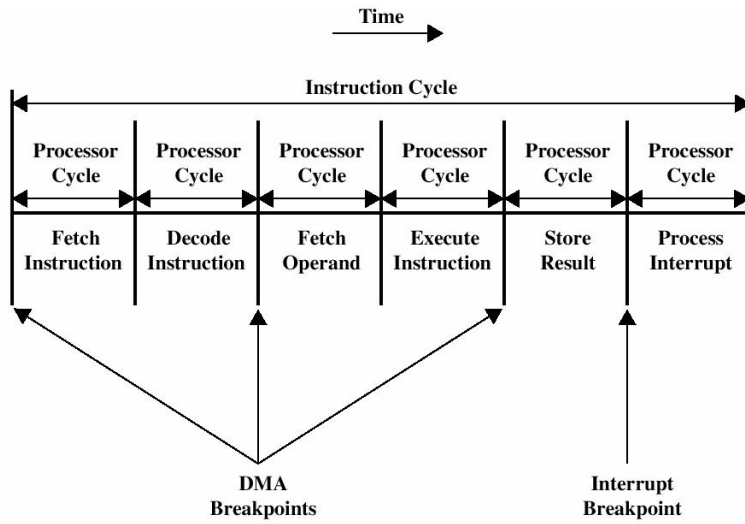 Time
Instruction Cycle
Processor
Cycle
Processor
Cycle
Processor
Cycle
Processor
Cycle
Processor
Cycle
Processor
Cycle
Fetch
Instruction
Decode
Instruction
Fetch
Operand
Execute
Instruction
Store
Result
Process
Interrupt
DMA
Breakpoints
Interrupt
Breakpoint